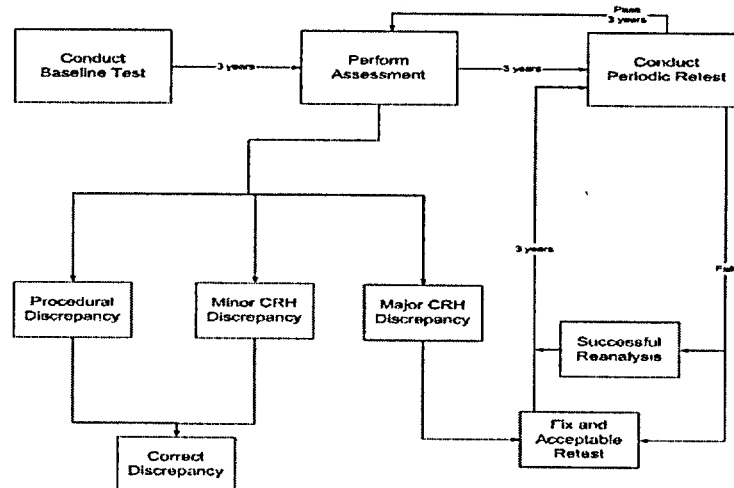 Pass
3 years
Conduct
Baseline Test
3 years
Perform
Assessment
3 years
Conduct
Periodic Retest
3 years
Fail
Procedural
Discrepancy
Minor CRH
Discrepancy
Major CRH
Discrepancy
Successful
Reanalysis
Fix and
Acceptable
Retest
Correct
Discrepancy